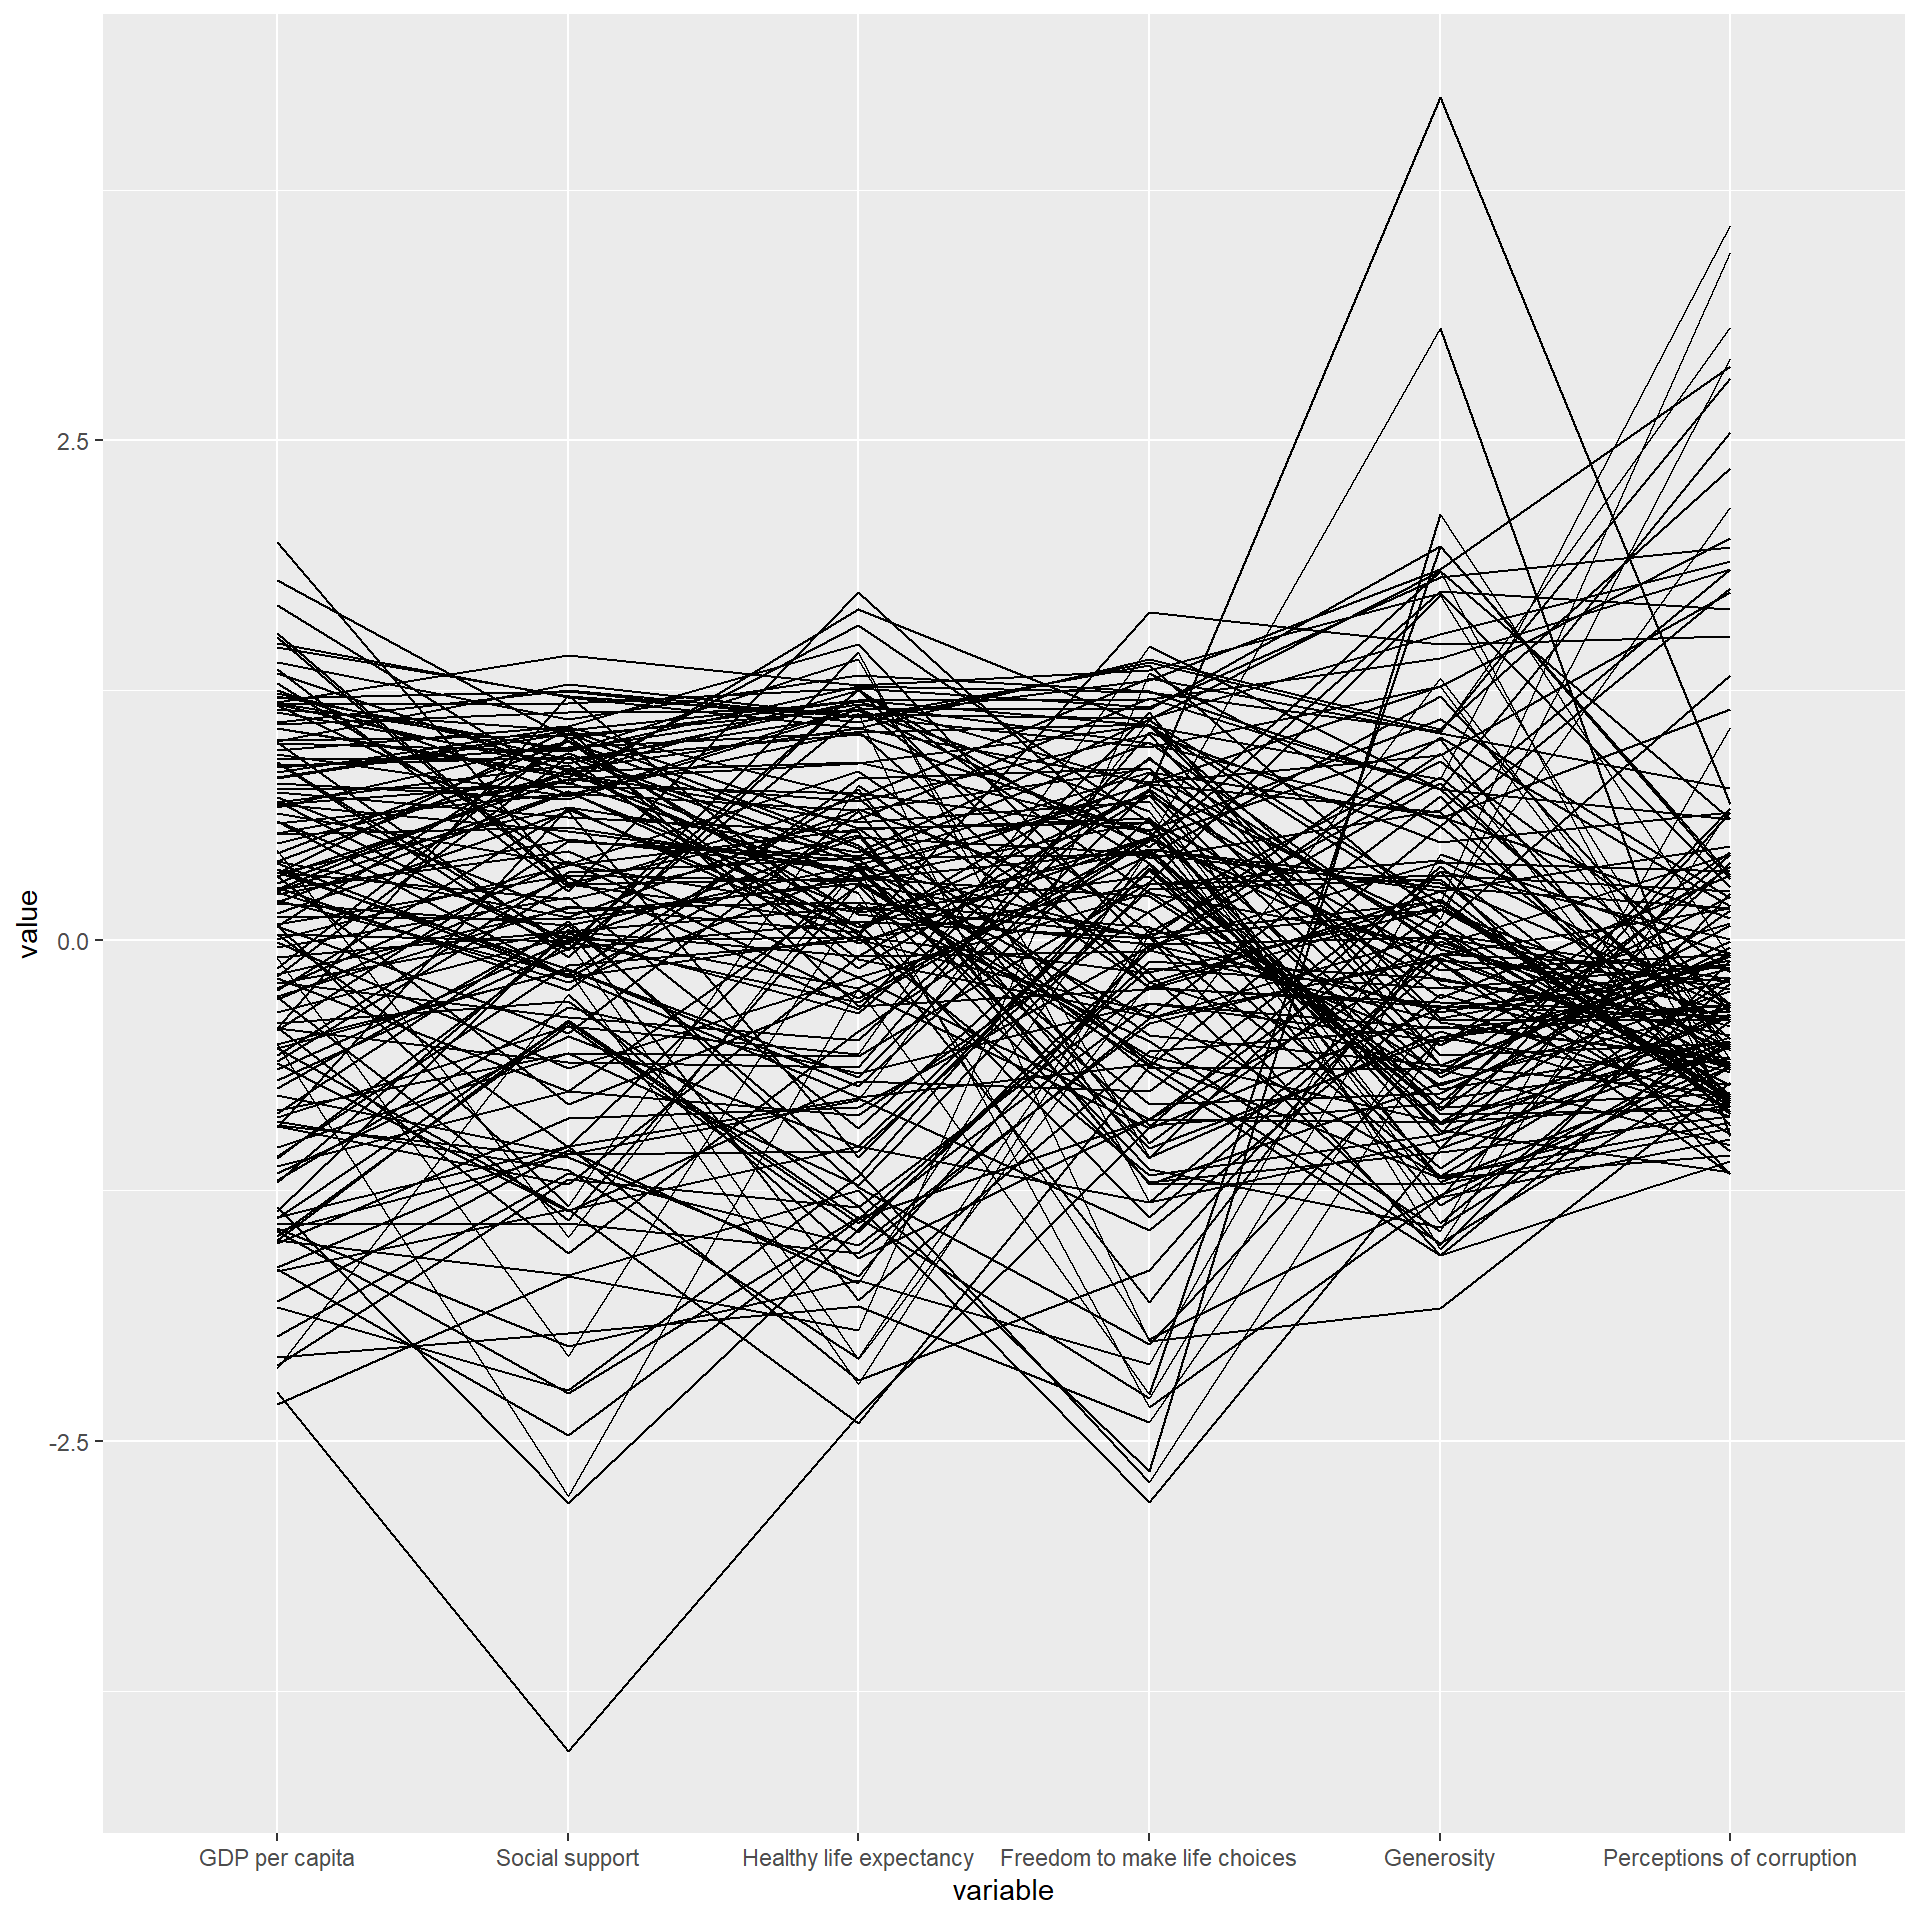 value
2.5
0.0
-2.5
GDP per capita
Social support
Healthy life expectancy
Freedom to make life choices
Generosity
Perceptions of corruption
variable